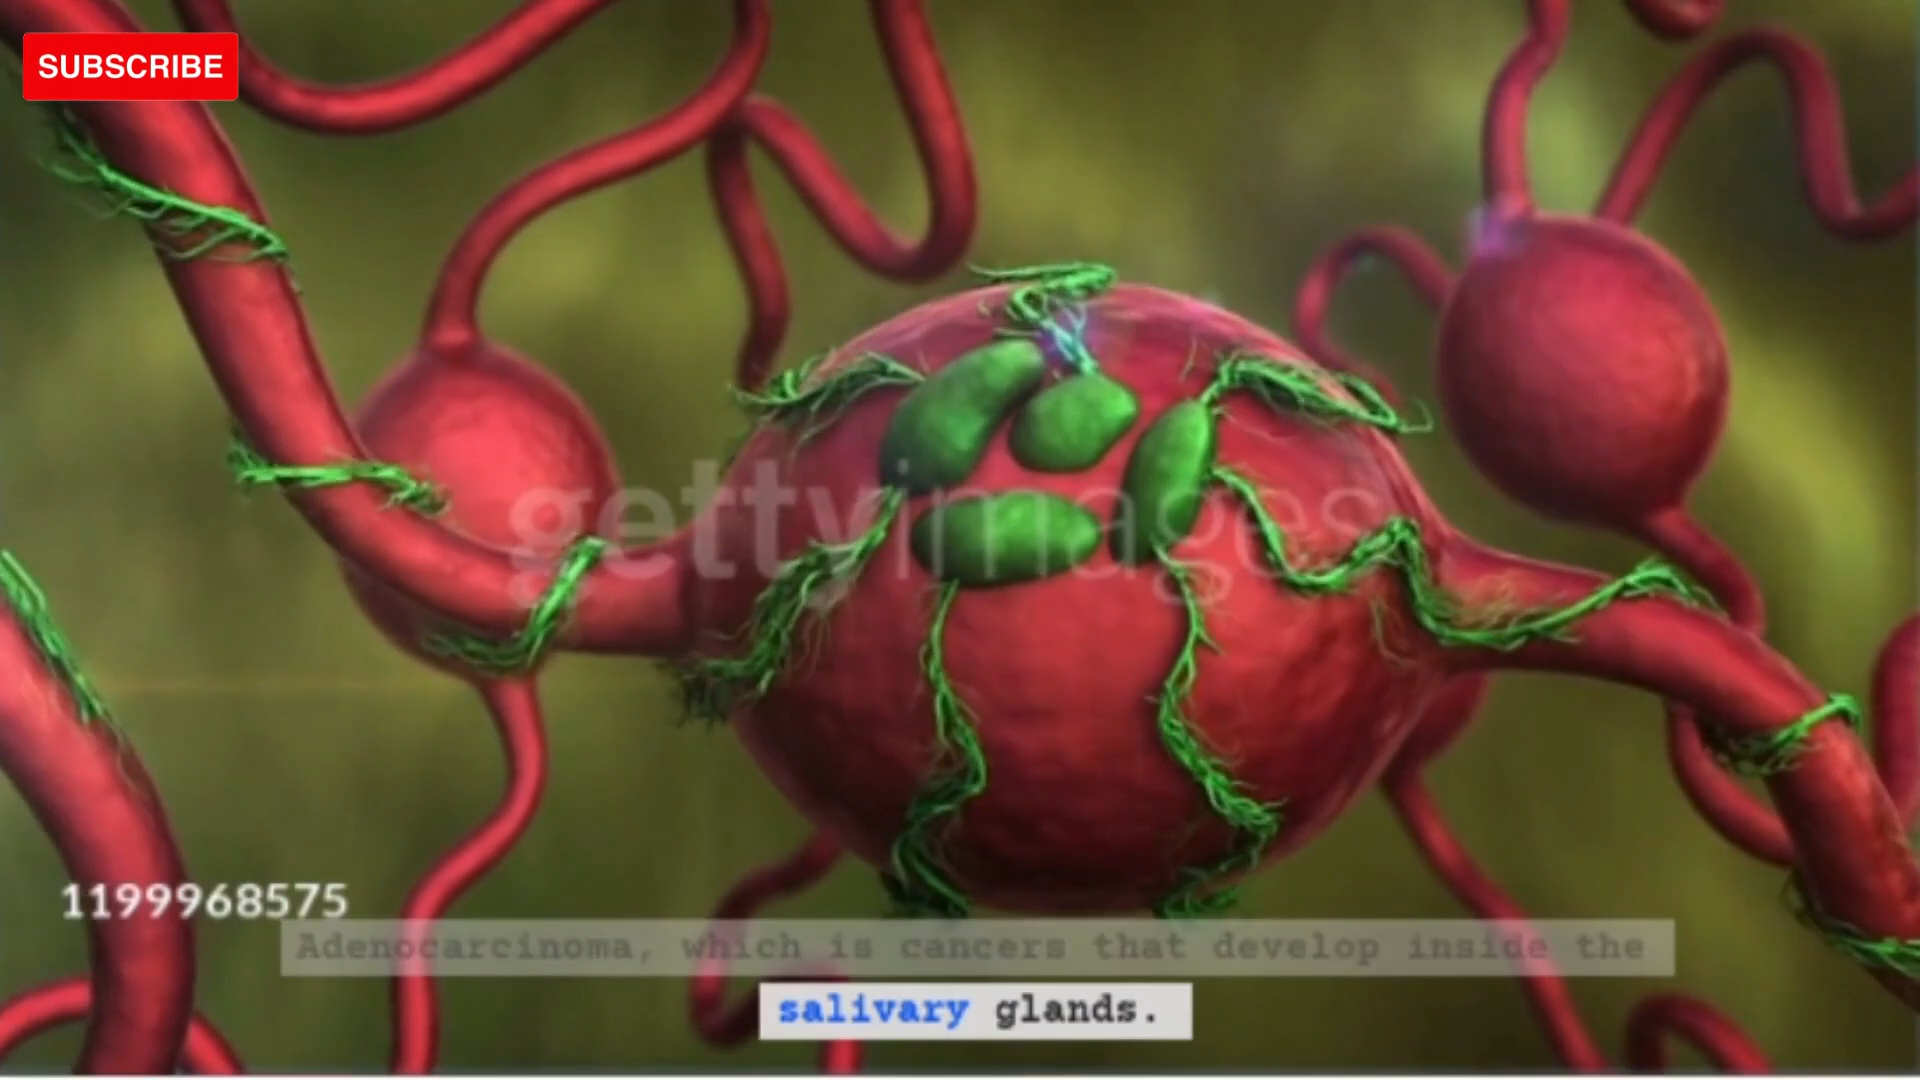 SUBSCRIBE
gettyimages
1199968575
Adenocarcinoma, which is cancers that develop inside the
salivary glands.